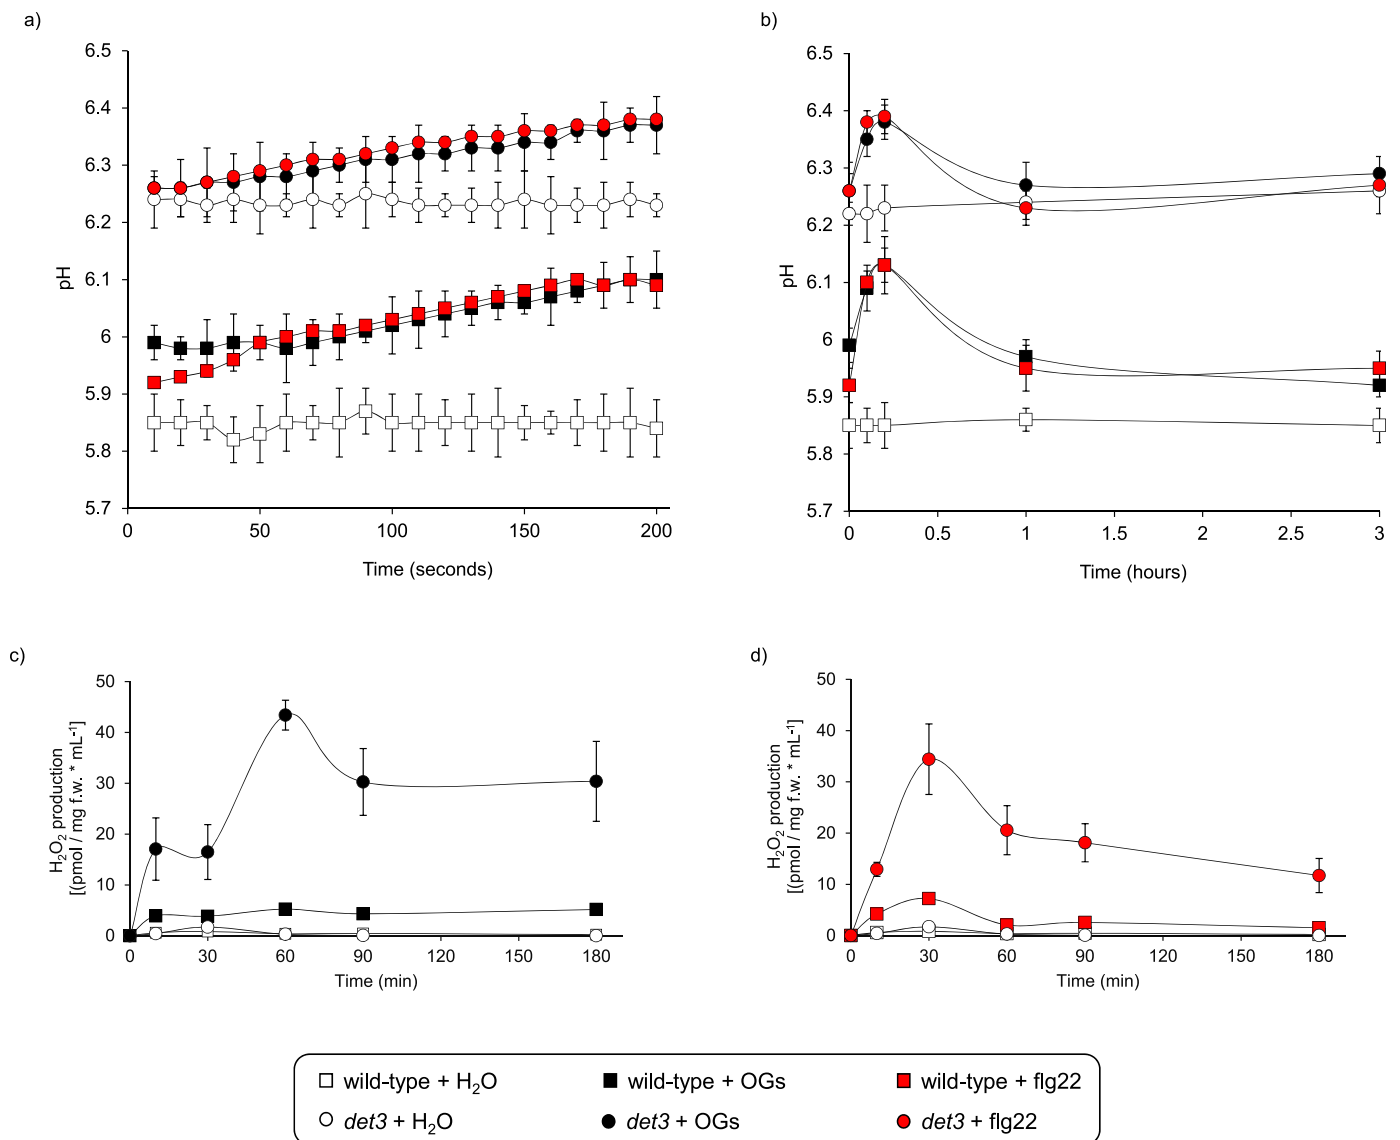 a)
6.5
6.4
6.3
6.2
6.1
6
5.9
5.8
5.7
pH
0
50
100
150
200
Time (seconds)
b)
6.5
6.4
6.3
6.2
6.1
6
5.9
5.8
5.7
pH
0
0.5
1
1.5
2
2.5
3
Time (hours)
c)
50
40
30
20
10
0
H₂O₂ production
[(pmol / mg f.w. * mL⁻¹]
0
30
60
90
120
150
180
Time (min)
d)
50
40
30
20
10
0
H₂O₂ production
[(pmol / mg f.w. * mL⁻¹]
0
30
60
90
120
150
180
Time (min)
wild-type + H₂O
wild-type + OGs
wild-type + flg22
det3 + H₂O
det3 + OGs
det3 + flg22